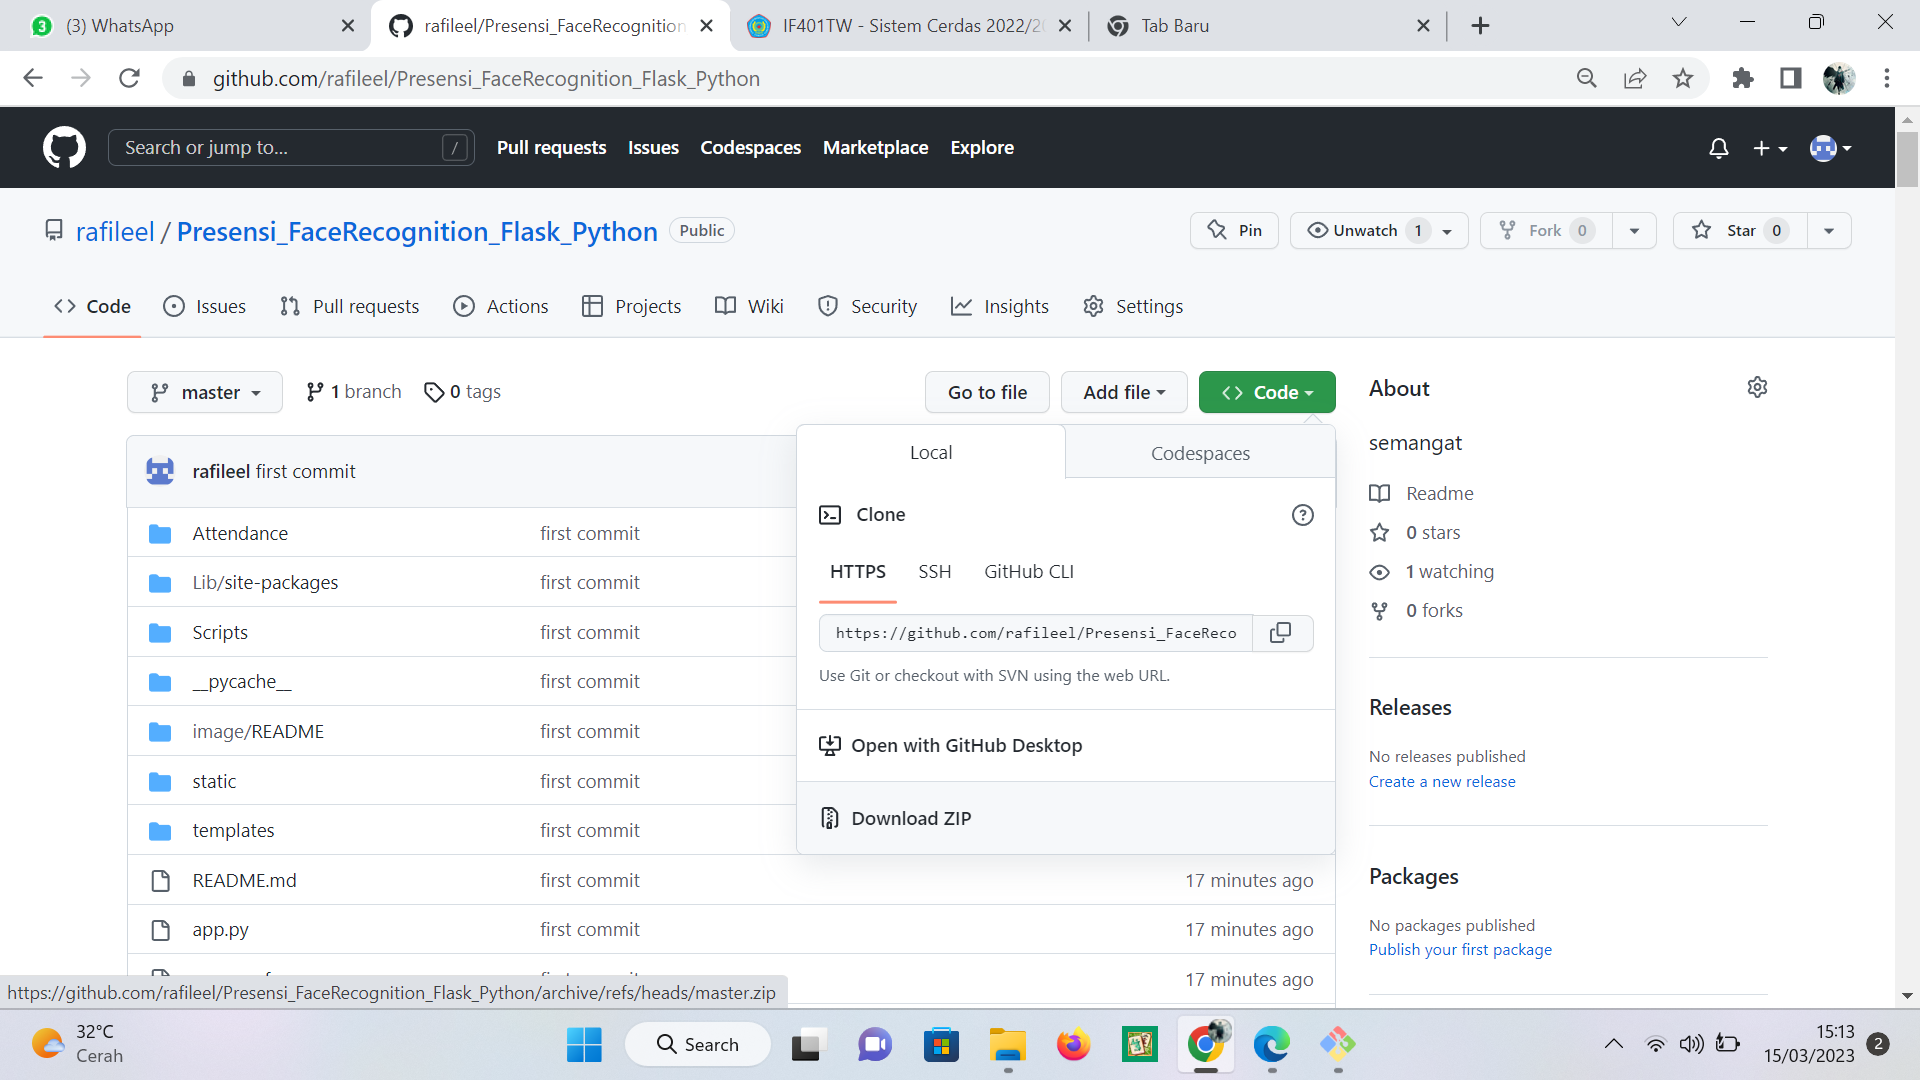 3
(3) WhatsApp
rafileel/Presensi_FaceRecognition
IF401TW - Sistem Cerdas 2022/2
Tab Baru
github.com/rafileel/Presensi_FaceRecognition_Flask_Python
Search or jump to...
/
Pull requests
Issues
Codespaces
Marketplace
Explore
rafileel / Presensi_FaceRecognition_Flask_Python
Public
Pin
Unwatch 1
Fork 0
Star 0
Code
Issues
Pull requests
Actions
Projects
Wiki
Security
Insights
Settings
master
1 branch
0 tags
Go to file
Add file
Code
rafileel first commit
Attendance first commit
Lib/site-packages first commit
Scripts first commit
__pycache__ first commit
image/README first commit
static first commit
templates first commit
README.md first commit 17 minutes ago
app.py first commit 17 minutes ago
17 minutes ago
Local
Codespaces
Clone
HTTPS
SSH
GitHub CLI
https://github.com/rafileel/Presensi_FaceReco
Use Git or checkout with SVN using the web URL.
Open with GitHub Desktop
Download ZIP
About
semangat
Readme
0 stars
1 watching
0 forks
Releases
No releases published
Create a new release
Packages
No packages published
Publish your first package
https://github.com/rafileel/Presensi_FaceRecognition_Flask_Python/archive/refs/heads/master.zip
32°C
Cerah
Search
15:13
15/03/2023
2